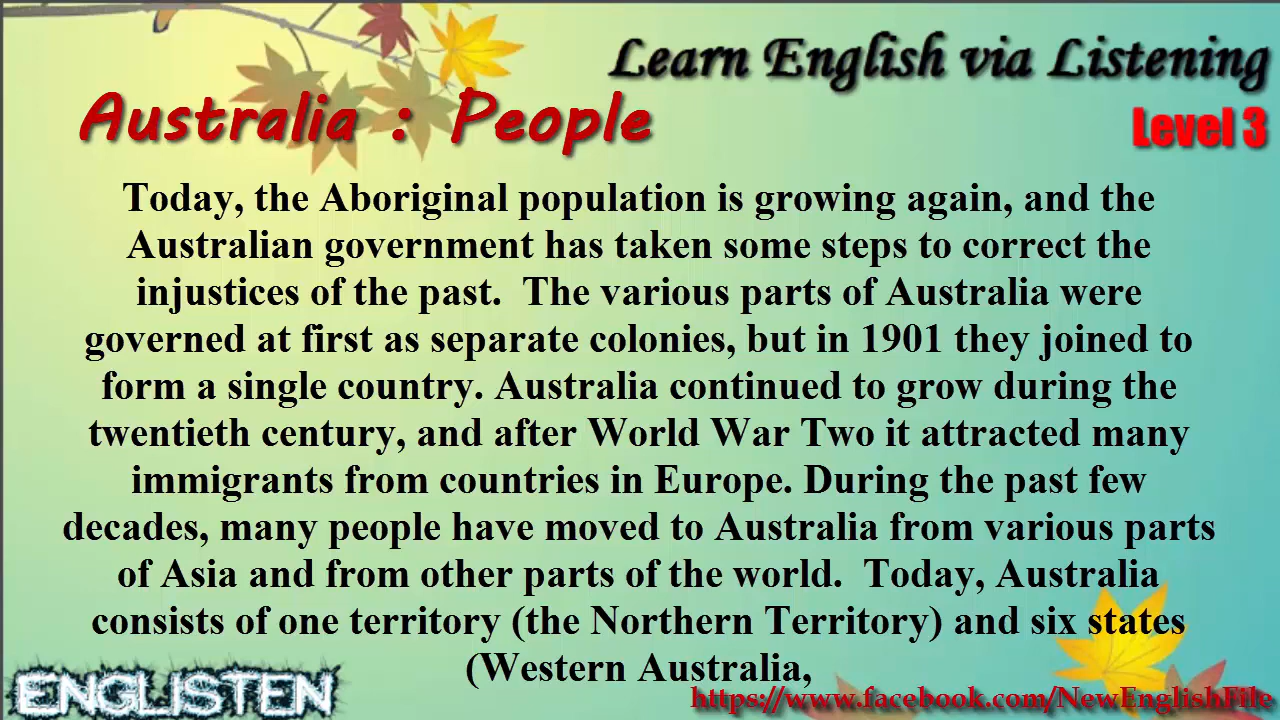 Learn English via Listening
Australia : People
Level 3
Today, the Aboriginal population is growing again, and the
Australian government has taken some steps to correct the
injustices of the past.  The various parts of Australia were
governed at first as separate colonies, but in 1901 they joined to
form a single country. Australia continued to grow during the
twentieth century, and after World War Two it attracted many
immigrants from countries in Europe. During the past few
decades, many people have moved to Australia from various parts
of Asia and from other parts of the world.  Today, Australia
consists of one territory (the Northern Territory) and six states
(Western Australia,
ENGLISTEN
https://www.facebook.com/NewEnglishFile